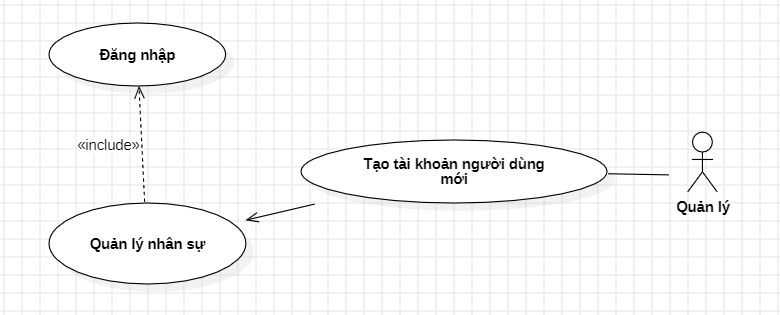 Đăng nhập
«include»
Tạo tài khoản người dùng
mới
Quản lý
Quản lý nhân sự